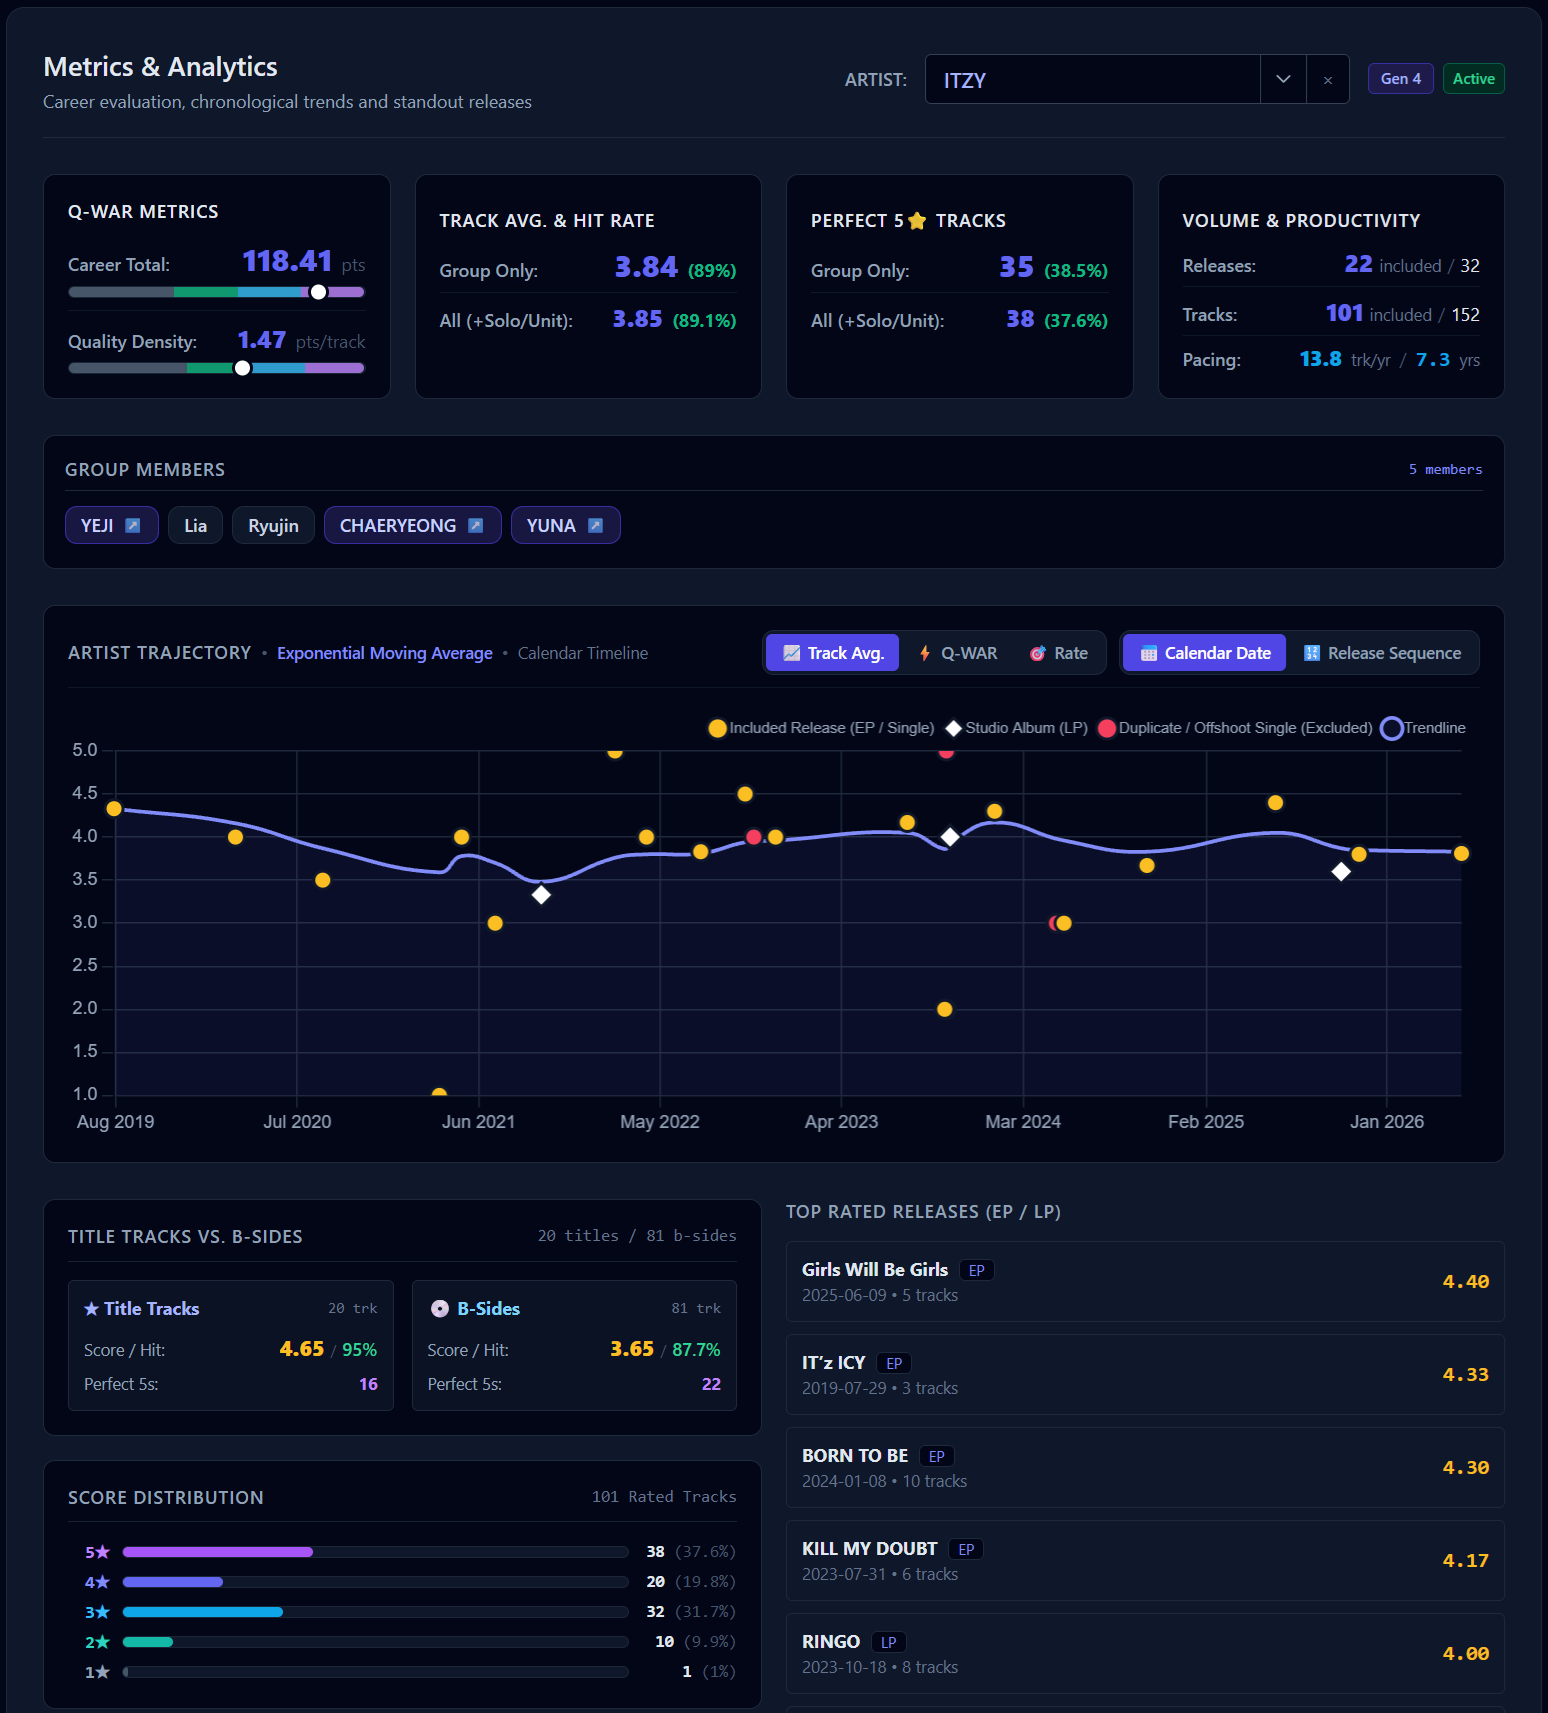 Metrics & Analytics
Career evaluation, chronological trends and standout releases
ARTIST:
ITZY
×
Gen 4
Active
Q-WAR METRICS
Career Total: 118.41 pts
Quality Density: 1.47 pts/track
TRACK AVG. & HIT RATE
Group Only: 3.84 (89%)
All (+Solo/Unit): 3.85 (89.1%)
PERFECT 5⭐ TRACKS
Group Only: 35 (38.5%)
All (+Solo/Unit): 38 (37.6%)
VOLUME & PRODUCTIVITY
Releases: 22 included / 32
Tracks: 101 included / 152
Pacing: 13.8 trk/yr / 7.3 yrs
GROUP MEMBERS
5 members
YEJI ↗ Lia Ryujin CHAERYEONG ↗ YUNA ↗
ARTIST TRAJECTORY • Exponential Moving Average • Calendar Timeline
📈 Track Avg. ⚡ Q-WAR 🎯 Rate
📅 Calendar Date 🔢 Release Sequence
Included Release (EP / Single) Studio Album (LP) Duplicate / Offshoot Single (Excluded) Trendline
5.0
4.5
4.0
3.5
3.0
2.5
2.0
1.5
1.0
Aug 2019 Jul 2020 Jun 2021 May 2022 Apr 2023 Mar 2024 Feb 2025 Jan 2026
TITLE TRACKS VS. B-SIDES
20 titles / 81 b-sides
★ Title Tracks 20 trk
Score / Hit: 4.65 / 95%
Perfect 5s: 16
💿 B-Sides 81 trk
Score / Hit: 3.65 / 87.7%
Perfect 5s: 22
SCORE DISTRIBUTION
101 Rated Tracks
5★ 38 (37.6%)
4★ 20 (19.8%)
3★ 32 (31.7%)
2★ 10 (9.9%)
1★ 1 (1%)
TOP RATED RELEASES (EP / LP)
Girls Will Be Girls EP
2025-06-09 • 5 tracks
4.40
IT’z ICY EP
2019-07-29 • 3 tracks
4.33
BORN TO BE EP
2024-01-08 • 10 tracks
4.30
KILL MY DOUBT EP
2023-07-31 • 6 tracks
4.17
RINGO LP
2023-10-18 • 8 tracks
4.00